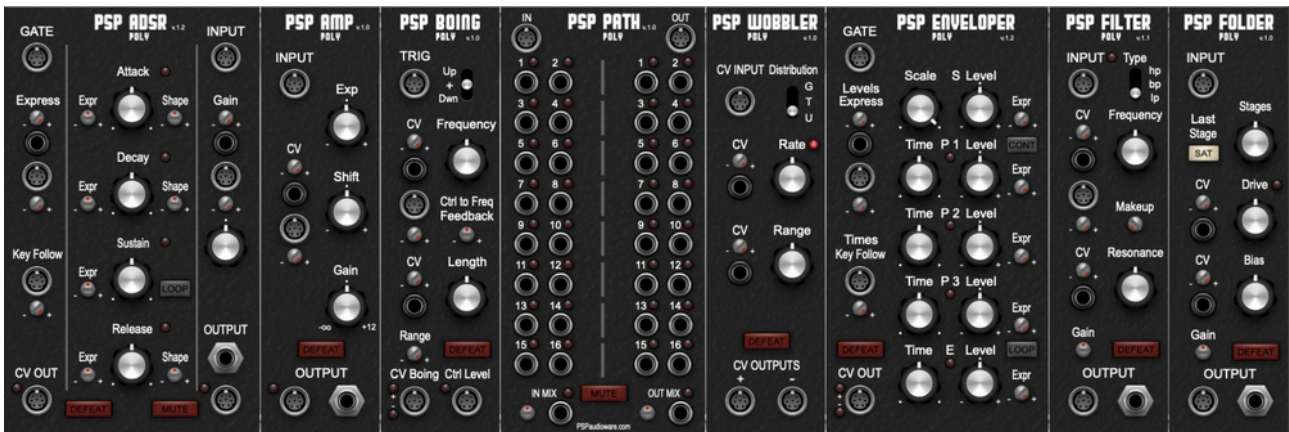 PSP ADSR
POLY v.1.2
GATE
INPUT
Attack
Express
Expr
Shape
Gain
Decay
Expr
Shape
Sustain
Key Follow
Expr
LOOP
Release
OUTPUT
Expr
Shape
CV OUT
DEFEAT
MUTE
PSP AMP
POLY v.1.0
INPUT
Exp
CV
Shift
Gain
-oo +12
DEFEAT
OUTPUT
PSP BOING
POLY v.1.0
TRIG
Up
+
Dwn
CV
Frequency
Ctrl to Freq
Feedback
CV
Length
Range
DEFEAT
CV Boing
Ctrl Level
PSP PATH
POLY v.1.0
IN
OUT
1 2 1 2
3 4 3 4
5 6 5 6
7 8 7 8
9 10 9 10
11 12 11 12
13 14 13 14
15 16 15 16
IN MIX
MUTE
OUT MIX
PSPaudioware.com
PSP WOBBLER
POLY v.1.0
CV INPUT
Distribution
G
T
U
CV
Rate
CV
Range
DEFEAT
CV OUTPUTS
+ -
PSP ENVELOPER
POLY v.1.2
GATE
Scale S Level
Levels
Express
Expr
CONT
Time P 1 Level
Expr
Time P 2 Level
Times
Key Follow
Expr
Time P 3 Level
Expr
DEFEAT
LOOP
Time E Level
CV OUT
Expr
PSP FILTER
POLY v.1.1
INPUT
Type
hp
bp
lp
CV
Frequency
Makeup
CV
Resonance
Gain
DEFEAT
OUTPUT
PSP FOLDER
POLY v.1.0
INPUT
Stages
Last
Stage
SAT
CV
Drive
CV
Bias
Gain
DEFEAT
OUTPUT